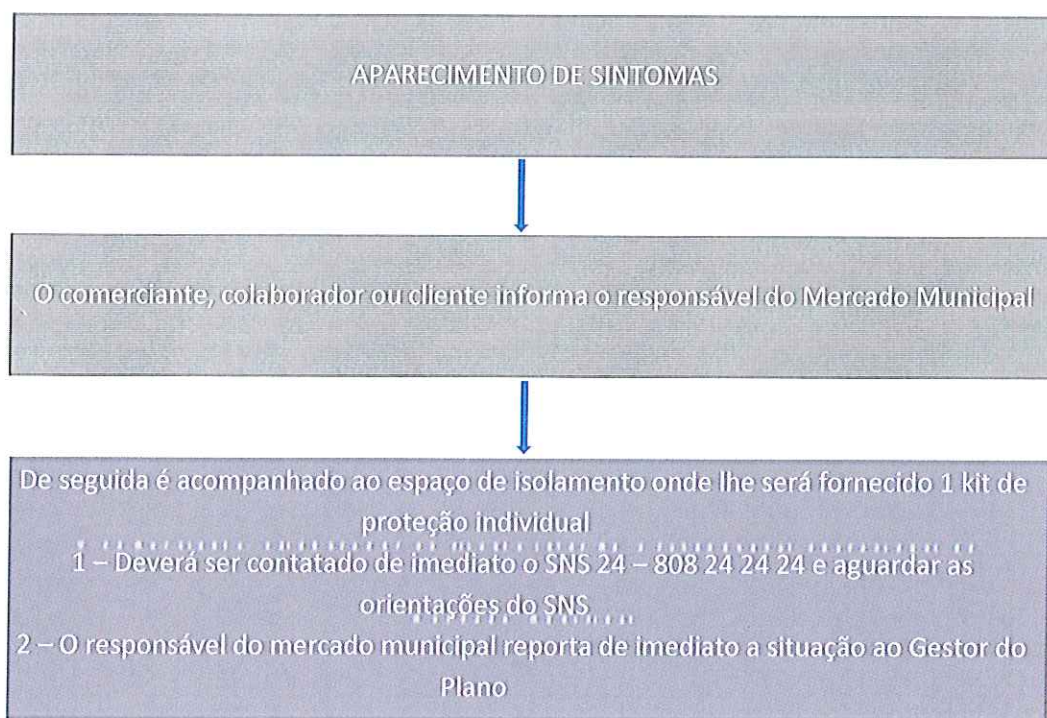 APARECIMENTO DE SINTOMAS
O comerciante, colaborador ou cliente informa o responsável do Mercado Municipal
De seguida é acompanhado ao espaço de isolamento onde lhe será fornecido 1 kit de
proteção individual
1 – Deverá ser contatado de imediato o SNS 24 – 808 24 24 24 e aguardar as
orientações do SNS
2 – O responsável do mercado municipal reporta de imediato a situação ao Gestor do
Plano